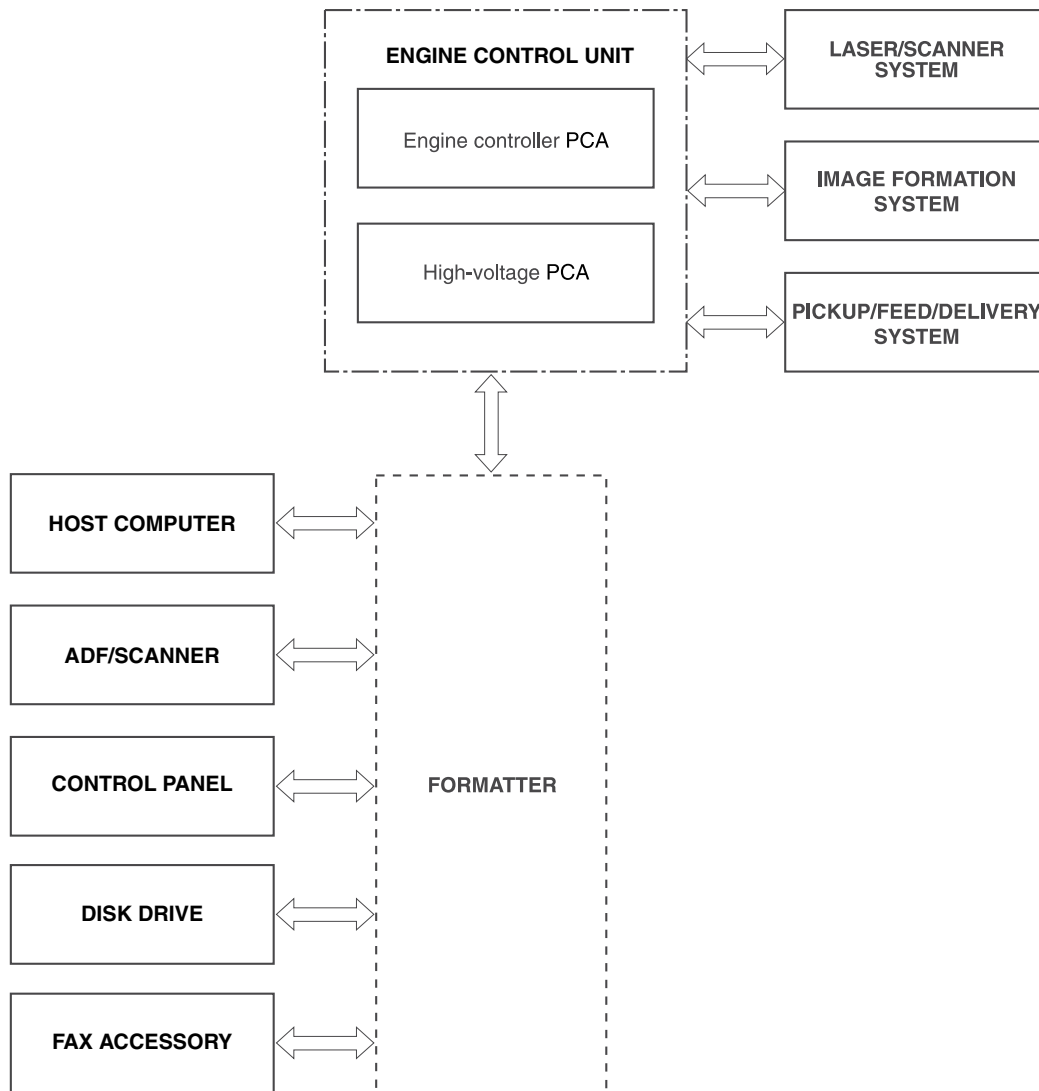 ENGINE CONTROL UNIT
Engine controller PCA
High-voltage PCA
LASER/SCANNER
SYSTEM
IMAGE FORMATION
SYSTEM
PICKUP/FEED/DELIVERY
SYSTEM
HOST COMPUTER
ADF/SCANNER
CONTROL PANEL
DISK DRIVE
FAX ACCESSORY
FORMATTER